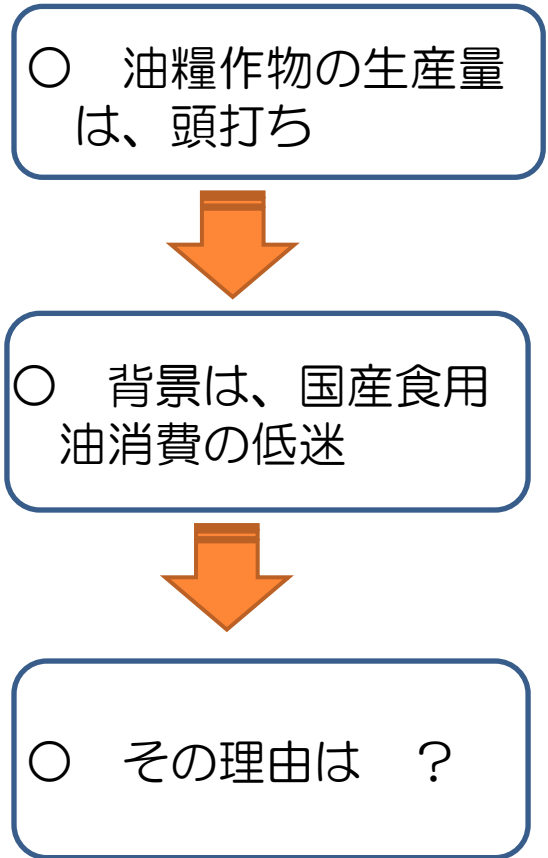 ○　油糧作物の生産量
は、頭打ち
○　背景は、国産食用
油消費の低迷
○　その理由は　？